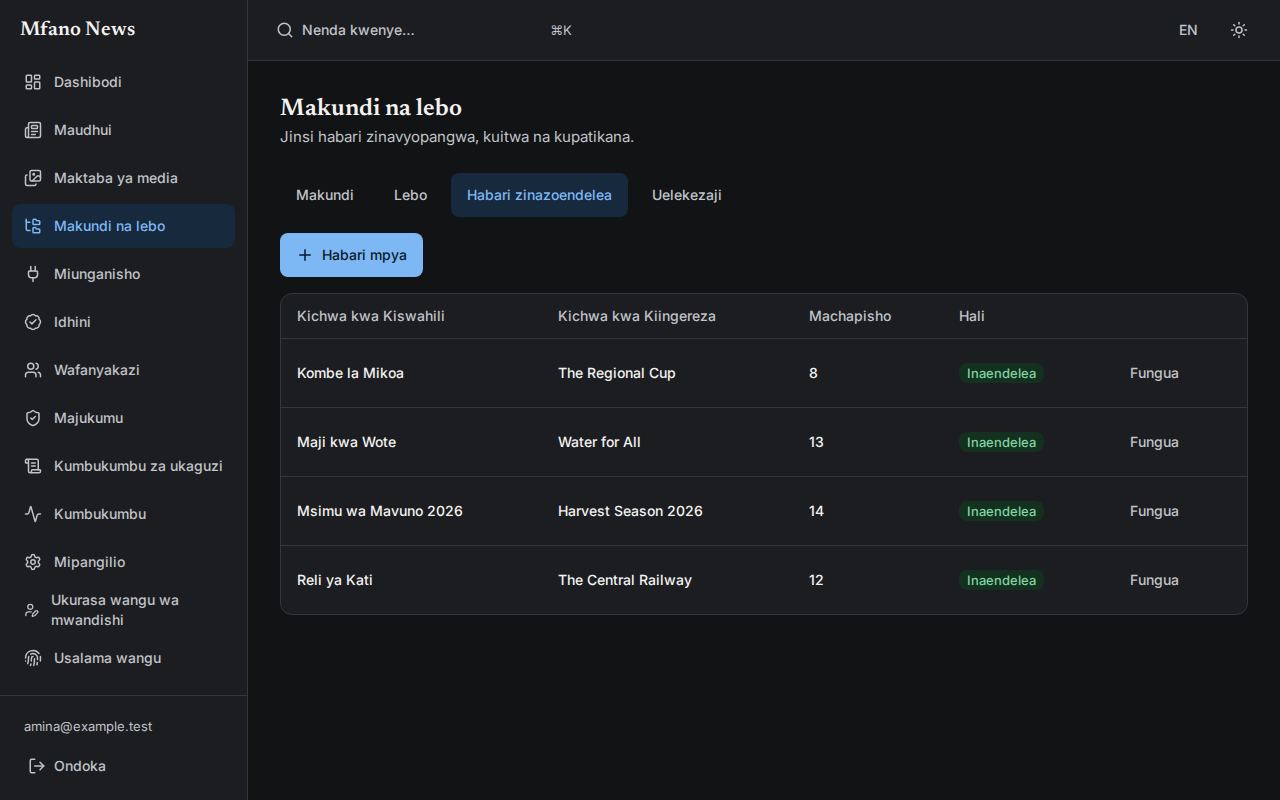 Mfano News
Nenda kwenye...
⌘K
EN
Dashibodi
Maudhui
Maktaba ya media
Makundi na lebo
Miunganisho
Idhini
Wafanyakazi
Majukumu
Kumbukumbu za ukaguzi
Kumbukumbu
Mipangilio
Ukurasa wangu wa
mwandishi
Usalama wangu
amina@example.test
Ondoka
Makundi na lebo
Jinsi habari zinavyopangwa, kuitwa na kupatikana.
Makundi Lebo Habari zinazoendelea Uelekezaji
Habari mpya
Kichwa kwa Kiswahili Kichwa kwa Kiingereza Machapisho Hali
Kombe la Mikoa The Regional Cup 8 Inaendelea Fungua
Maji kwa Wote Water for All 13 Inaendelea Fungua
Msimu wa Mavuno 2026 Harvest Season 2026 14 Inaendelea Fungua
Reli ya Kati The Central Railway 12 Inaendelea Fungua